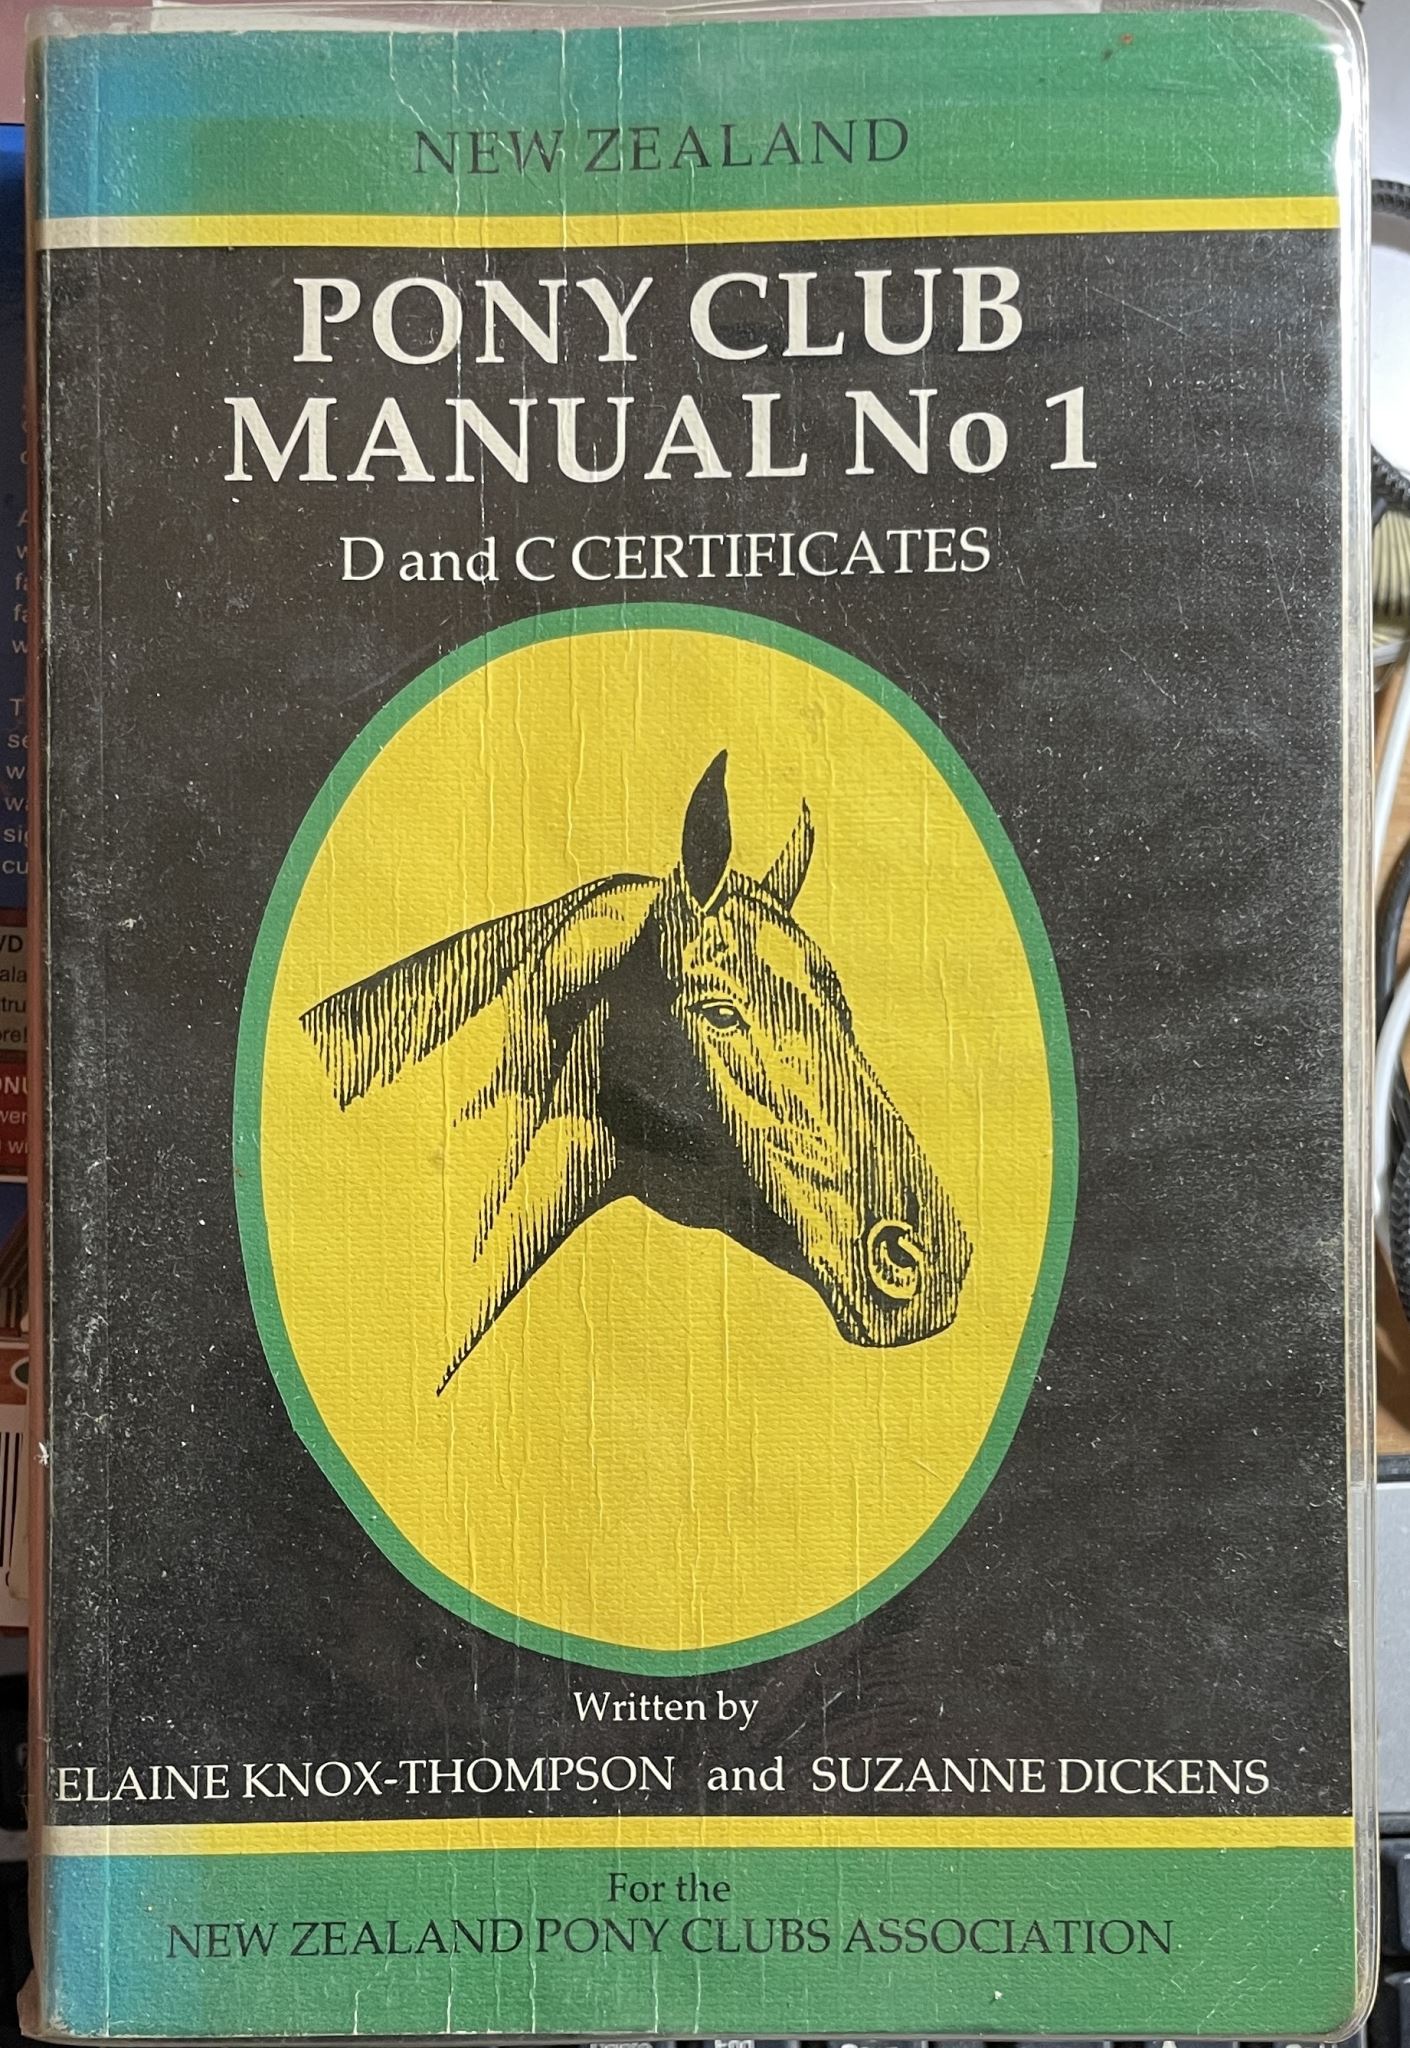 NEW ZEALAND
PONY CLUB
MANUAL No 1
D and C CERTIFICATES
Written by
ELAINE KNOX-THOMPSON and SUZANNE DICKENS
For the
NEW ZEALAND PONY CLUBS ASSOCIATION